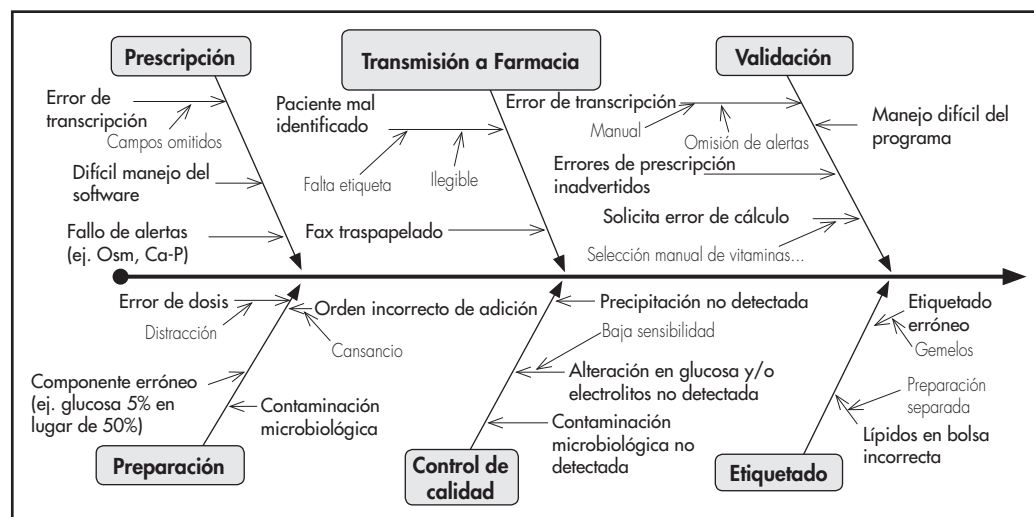 Prescripción
Error de
transcripción
Campos omitidos
Difícil manejo del
software
Fallo de alertas
(ej. Osm, Ca-P)
Transmisión a Farmacia
Paciente mal
identificado
Falta etiqueta
Ilegible
Fax traspapelado
Validación
Error de transcripción
Manual
Omisión de alertas
Manejo difícil del
programa
Errores de prescripción
inadvertidos
Solicita error de cálculo
Selección manual de vitaminas...
Error de dosis
Distracción
Orden incorrecto de adición
Cansancio
Componente erróneo
(ej. glucosa 5% en
lugar de 50%)
Contaminación
microbiológica
Preparación
Precipitación no detectada
Baja sensibilidad
Alteración en glucosa y/o
electrolitos no detectada
Contaminación
microbiológica no
detectada
Control de
calidad
Etiquetado
erróneo
Gemelos
Preparación
separada
Lípidos en bolsa
incorrecta
Etiquetado